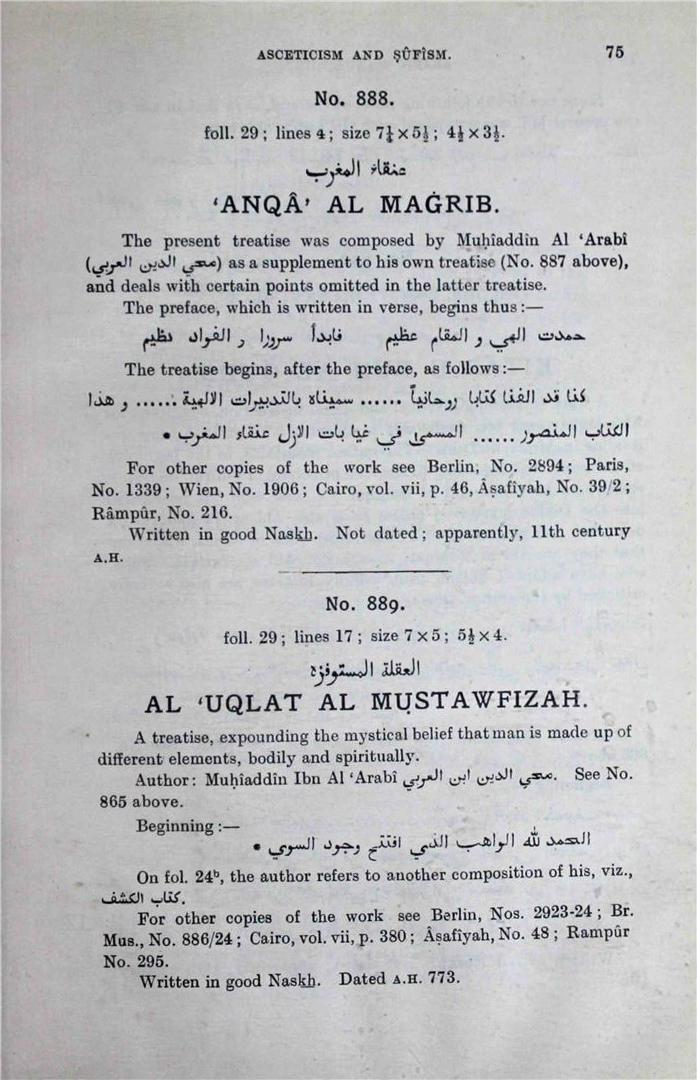 ASCETICISM AND ṢÛFÎSM. 75
No. 888.
foll. 29; lines 4; size 7¼ × 5½; 4½ × 3½.
عنقاء المغرب
‘ANQÂ’ AL MAĠRIB.
The present treatise was composed by Muḥîaddîn Al ‘Arabî
(محي الدين العربي) as a supplement to his own treatise (No. 887 above),
and deals with certain points omitted in the latter treatise.
The preface, which is written in verse, begins thus:—
حمدت الهي و المقام عظيم فابدأ سرورا و الفواد نظيم
The treatise begins, after the preface, as follows:—
كنا قد الفنا كتابا روحانياً ...... سميناه بالتدبيرات الالهية ...... و هذا
الكتاب المنصور ...... المسمى في غيا بات الازل عنقاء المغرب •
For other copies of the work see Berlin, No. 2894; Paris,
No. 1339; Wien, No. 1906; Cairo, vol. vii, p. 46, Âṣafîyah, No. 39/2;
Râmpûr, No. 216.
Written in good Naskh. Not dated; apparently, 11th century
A.H.
No. 889.
foll. 29; lines 17; size 7 × 5; 5½ × 4.
العقلة المستوفزة
AL ‘UQLAT AL MUṢTAWFIZAH.
A treatise, expounding the mystical belief that man is made up of
different elements, bodily and spiritually.
Author: Muḥîaddîn Ibn Al ‘Arabî محي الدين ابن العربي. See No.
865 above.
Beginning:—
الحمد لله الواهب الذي افتتح وجود السوي •
On fol. 24ᵇ, the author refers to another composition of his, viz.,
كتاب الكشف.
For other copies of the work see Berlin, Nos. 2923-24; Br.
Mus., No. 886/24; Cairo, vol. vii, p. 380; Âṣafîyah, No. 48; Rampûr
No. 295.
Written in good Naskh. Dated A.H. 773.